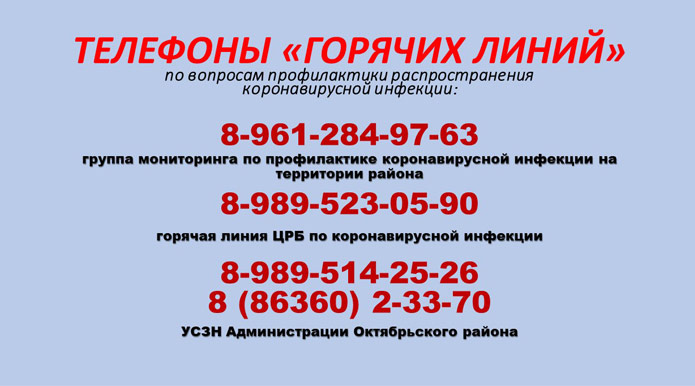 ТЕЛЕФОНЫ «ГОРЯЧИХ ЛИНИЙ»
по вопросам профилактики распространения
коронавирусной инфекции:
8-961-284-97-63
группа мониторинга по профилактике коронавирусной инфекции на
территории района
8-989-523-05-90
горячая линия ЦРБ по коронавирусной инфекции
8-989-514-25-26
8 (86360) 2-33-70
УСЗН Администрации Октябрьского района